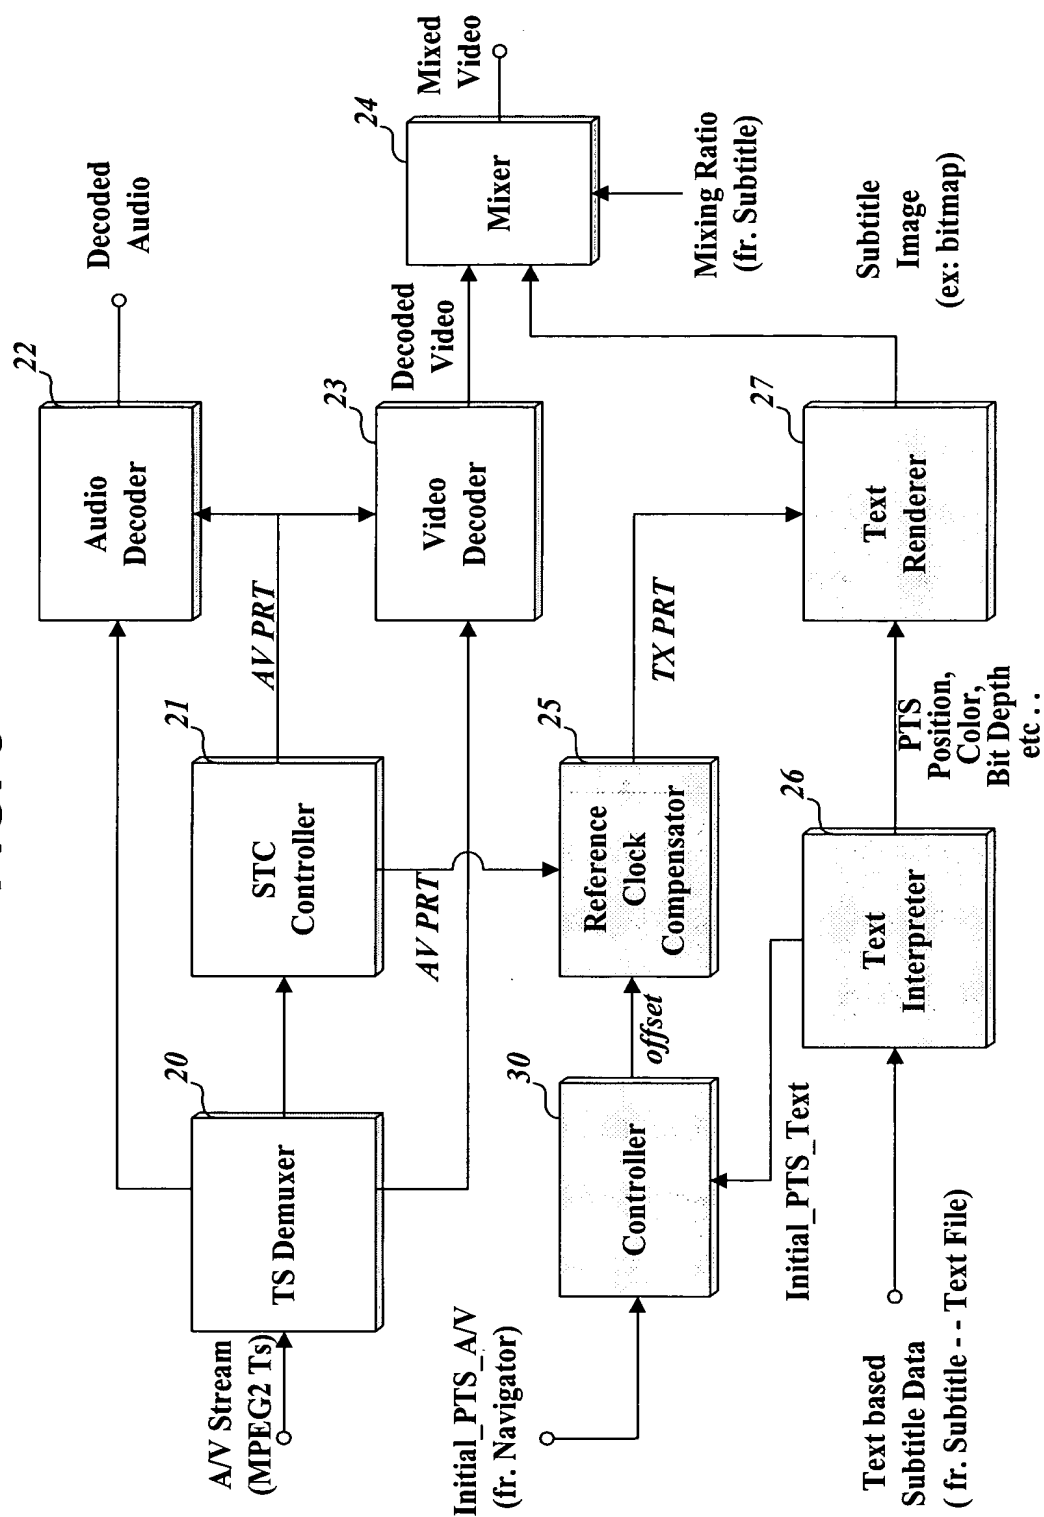 22
Audio
Decoder
Decoded
Audio
24
Mixer
Mixed
Video
21
STC
Controller
AV PRT
23
Video
Decoder
Decoded
Video
A/V Stream
(MPEG2 Ts)
20
TS Demuxer
AV PRT
Mixing Ratio
(fr. Subtitle)
Initial_PTS_A/V
(fr. Navigator)
30
Controller
offset
25
Reference
Clock
Compensator
TX PRT
27
Text
Renderer
Subtitle
Image
(ex: bitmap)
Initial_PTS_Text
26
Text
Interpreter
PTS
Position,
Color,
Bit Depth
etc . .
Text based
Subtitle Data
( fr. Subtitle - - Text File)